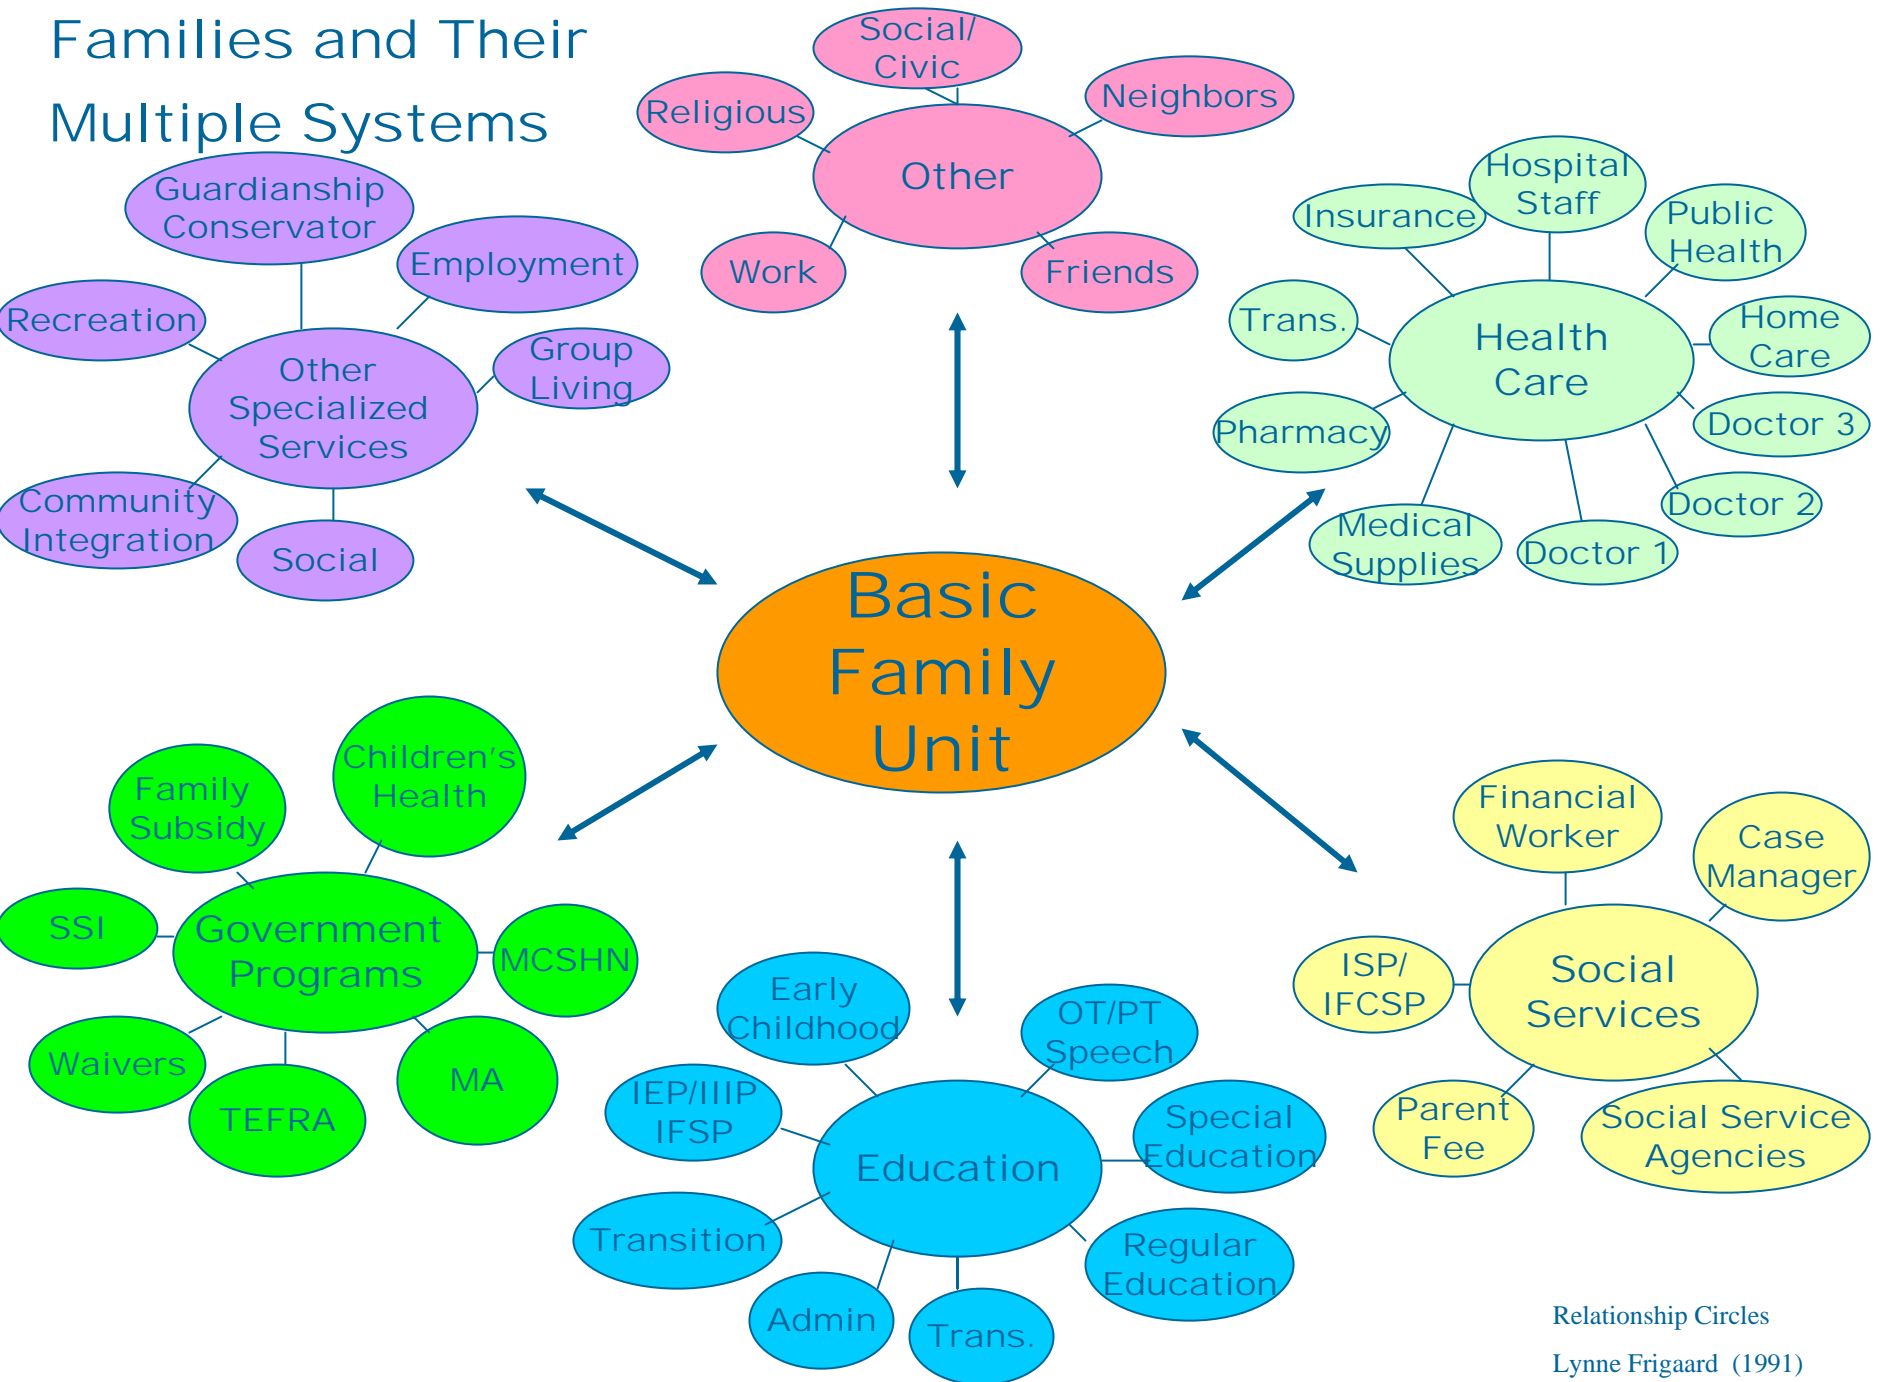 Families and Their
Multiple Systems
Social/
Civic
Religious
Neighbors
Other
Work
Friends
Guardianship
Conservator
Employment
Recreation
Group
Living
Other
Specialized
Services
Community
Integration
Social
Hospital
Staff
Insurance
Public
Health
Trans.
Health
Care
Home
Care
Pharmacy
Doctor 3
Medical
Supplies
Doctor 1
Doctor 2
Basic
Family
Unit
Family
Subsidy
Children's
Health
SSI
Government
Programs
MCSHN
Waivers
TEFRA
MA
Early
Childhood
OT/PT
Speech
IEP/IIIP
IFSP
Special
Education
Education
Transition
Regular
Education
Admin
Trans.
Financial
Worker
Case
Manager
ISP/
IFCSP
Social
Services
Parent
Fee
Social Service
Agencies
Relationship Circles
Lynne Frigaard (1991)